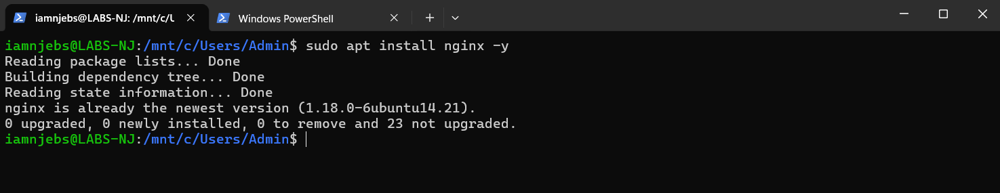 iamnjebs@LABS-NJ: /mnt/c/U
Windows PowerShell
iamnjebs@LABS-NJ:/mnt/c/Users/Admin$ sudo apt install nginx -y
Reading package lists... Done
Building dependency tree... Done
Reading state information... Done
nginx is already the newest version (1.18.0-6ubuntu14.21).
0 upgraded, 0 newly installed, 0 to remove and 23 not upgraded.
iamnjebs@LABS-NJ:/mnt/c/Users/Admin$